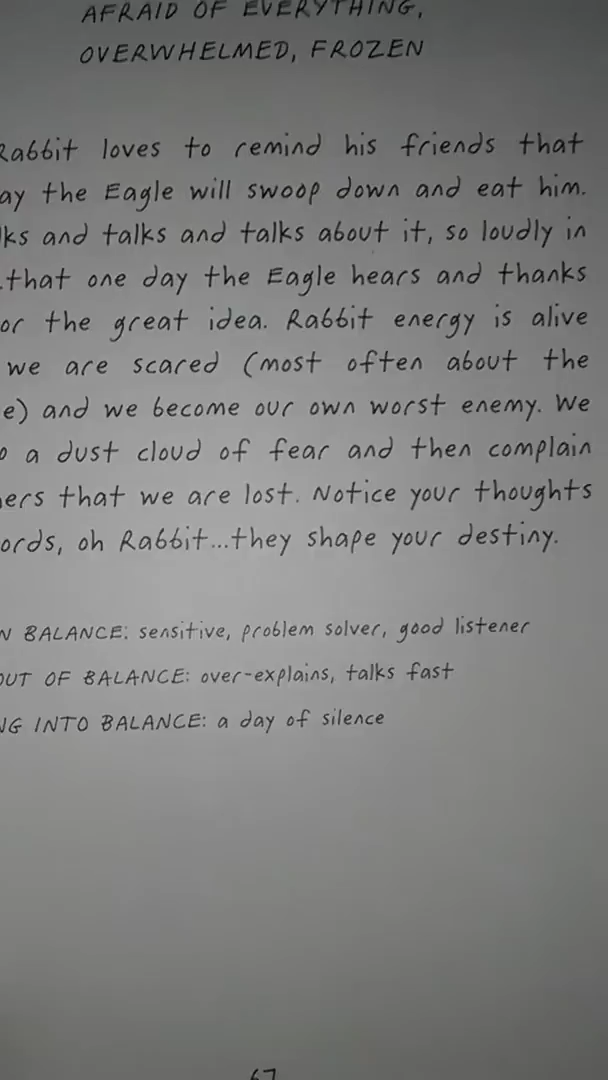 AFRAID OF EVERYTHING,
OVERWHELMED, FROZEN
Rabbit loves to remind his friends that
the Eagle will swoop down and eat him.
and talks and talks about it, so loudly in
that one day the Eagle hears and thanks
the great idea. Rabbit energy is alive
we are scared (most often about the
and we become our own worst enemy. We
a dust cloud of fear and then complain
that we are lost. Notice your thoughts
oh Rabbit...they shape your destiny.
BALANCE: sensitive, problem solver, good listener
OUT OF BALANCE: over-explains, talks fast
INTO BALANCE: a day of silence
67